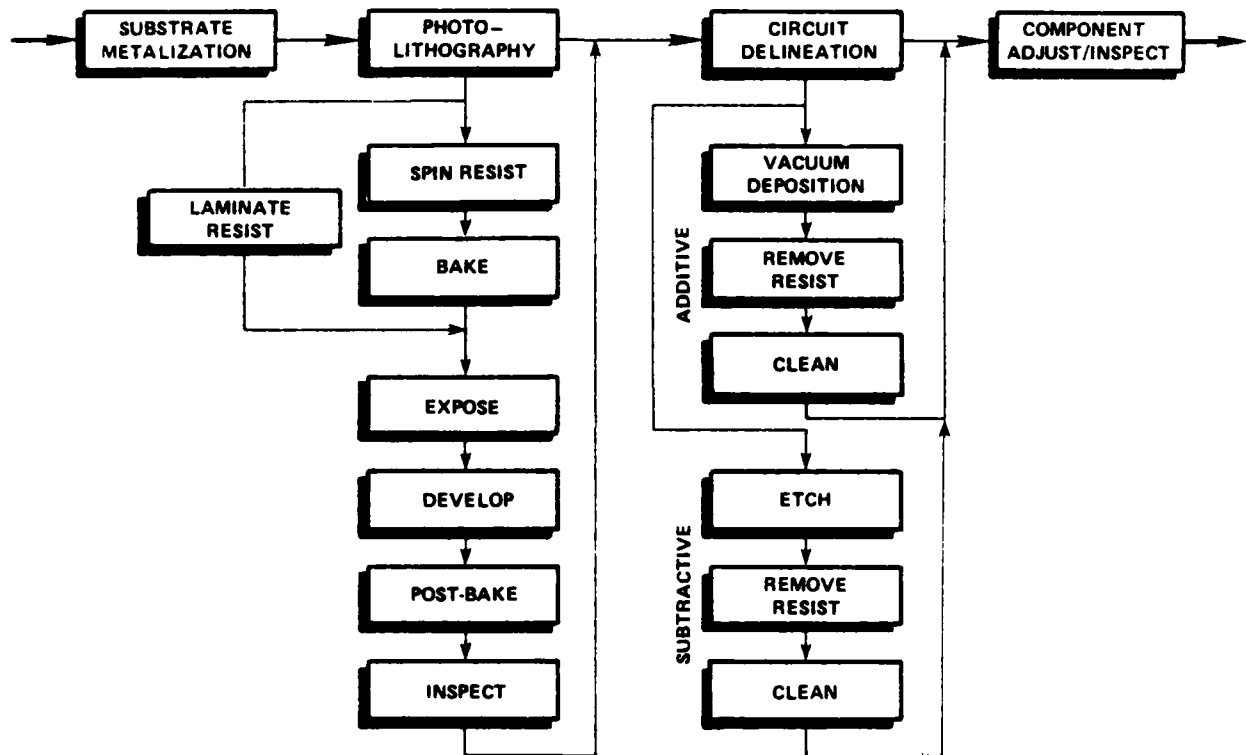 SUBSTRATE
METALIZATION
PHOTO–
LITHOGRAPHY
CIRCUIT
DELINEATION
COMPONENT
ADJUST/INSPECT
SPIN RESIST
LAMINATE
RESIST
BAKE
EXPOSE
DEVELOP
POST-BAKE
INSPECT
ADDITIVE
VACUUM
DEPOSITION
REMOVE
RESIST
CLEAN
SUBTRACTIVE
ETCH
REMOVE
RESIST
CLEAN